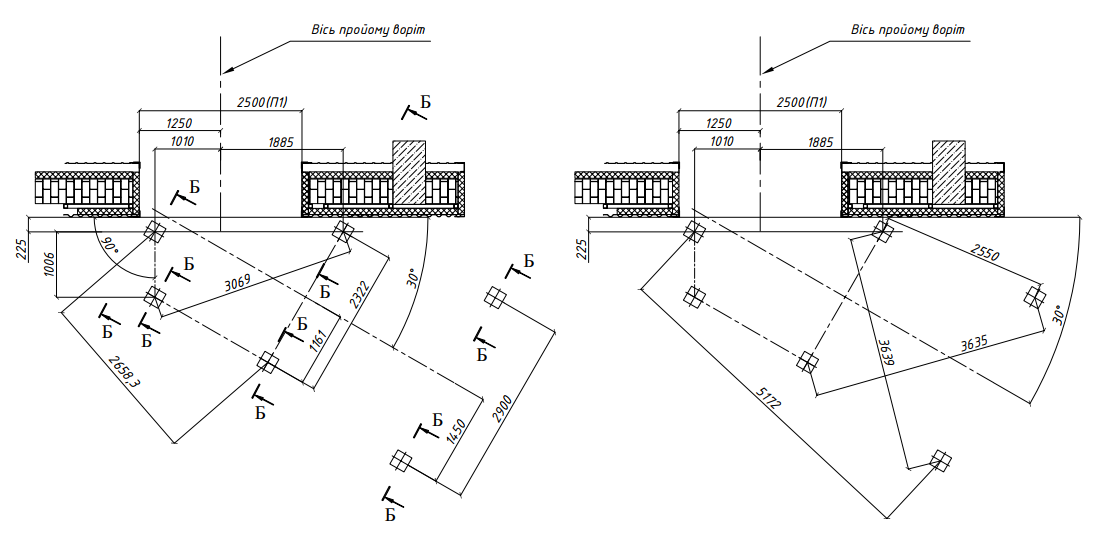 Вісь пройому воріт
Б
2500(П1)
1250
1010
1885
Б
225
1006
90°
Б
Б
3069
2322
30°
Б
Б
Б
Б
Б
1161
Б
2658,3
Б
Б
1450
2900
Б
Вісь пройому воріт
2500(П1)
1250
1010
1885
225
2550
30°
3639
3635
5172